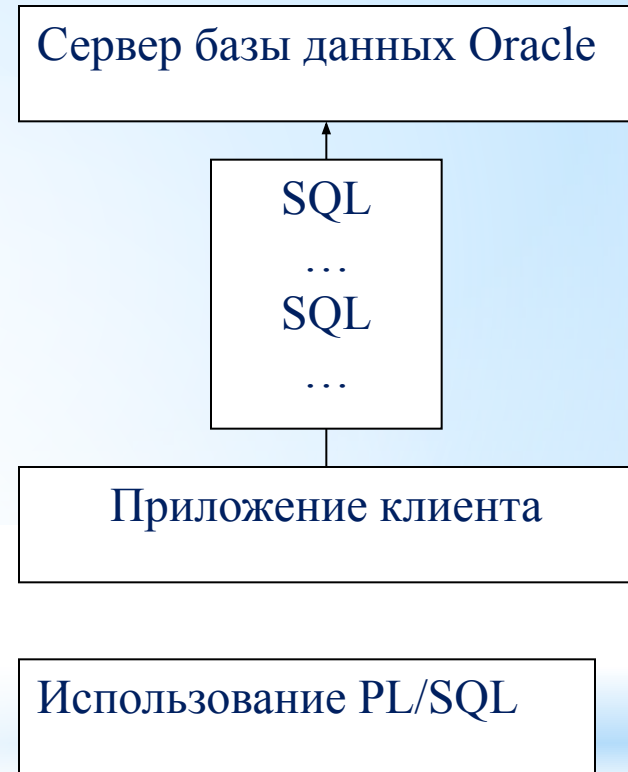 Сервер базы данных Oracle
SQL
…
SQL
…
Приложение клиента
Использование PL/SQL